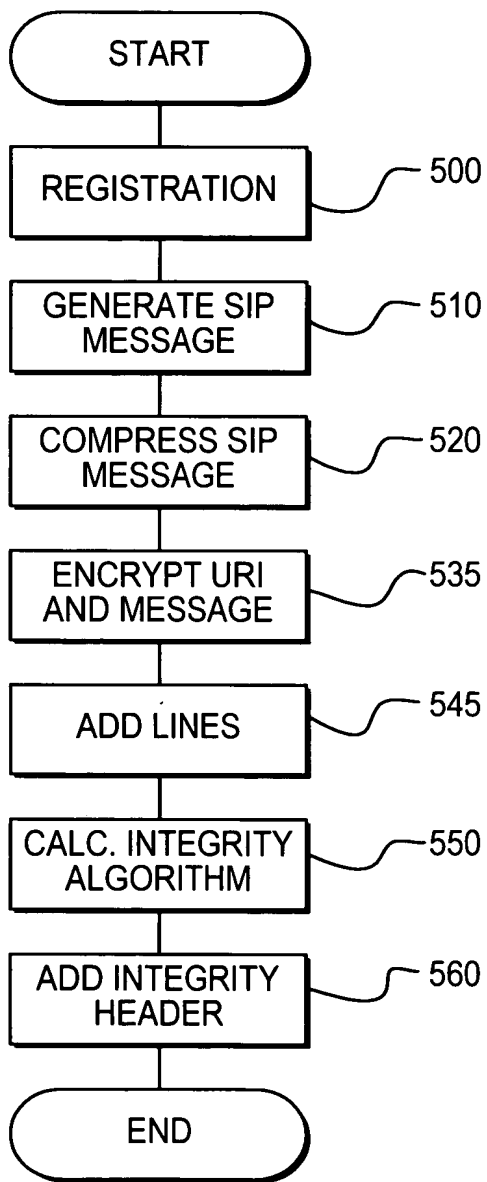 START
REGISTRATION
500
GENERATE SIP
MESSAGE
510
COMPRESS SIP
MESSAGE
520
ENCRYPT URI
AND MESSAGE
535
ADD LINES
545
CALC. INTEGRITY
ALGORITHM
550
ADD INTEGRITY
HEADER
560
END